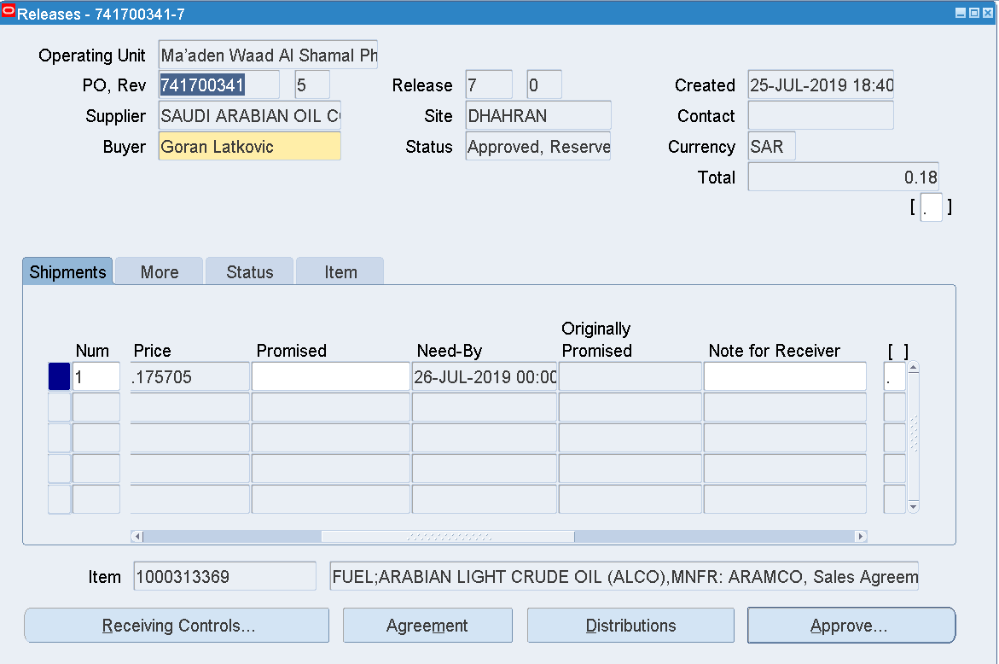 Releases - 741700341-7
Operating Unit Ma'aden Waad Al Shamal Ph
PO, Rev 741700341 5 Release 7 0 Created 25-JUL-2019 18:40
Supplier SAUDI ARABIAN OIL CO Site DHAHRAN Contact
Buyer Goran Latkovic Status Approved, Reserve Currency SAR
Total 0.18
[ . ]
Shipments More Status Item
Originally
Num Price Promised Need-By Promised Note for Receiver [ ]
1 .175705 26-JUL-2019 00:00 .
Item 1000313369 FUEL;ARABIAN LIGHT CRUDE OIL (ALCO),MNFR: ARAMCO, Sales Agreem
Receiving Controls... Agreement Distributions Approve...